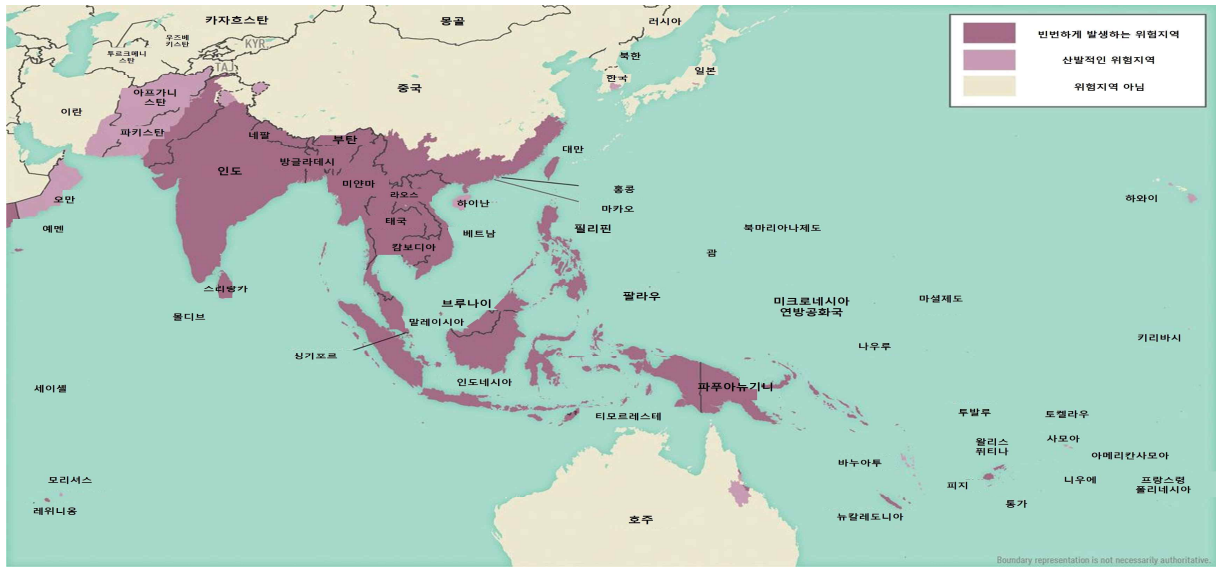 카자흐스탄
몽골
러시아
우즈베
키스탄
KYR.
투르크메니
스탄
TAJ.
북한
한국
일본
빈번하게 발생하는 위험지역
산발적인 위험지역
위험지역 아님
아프가니
스탄
중국
이란
파키스탄
네팔
부탄
대만
방글라데시
인도
미얀마
라오스
홍콩
하이난
마카오
하와이
오만
태국
예멘
필리핀
베트남
북마리아나제도
캄보디아
괌
스리랑카
몰디브
브루나이
팔라우
미크로네시아
연방공화국
마셜제도
말레이시아
키리바시
싱가포르
나우루
세이셸
인도네시아
파푸아뉴기니
티모르레스테
투발루
토켈라우
왈리스
퓌티나
사모아
아메리칸사모아
바누아투
모리셔스
피지
니우에
프랑스령
폴리네시아
레위니옹
통가
호주
뉴칼레도니아
Boundary representation is not necessarily authoritative.